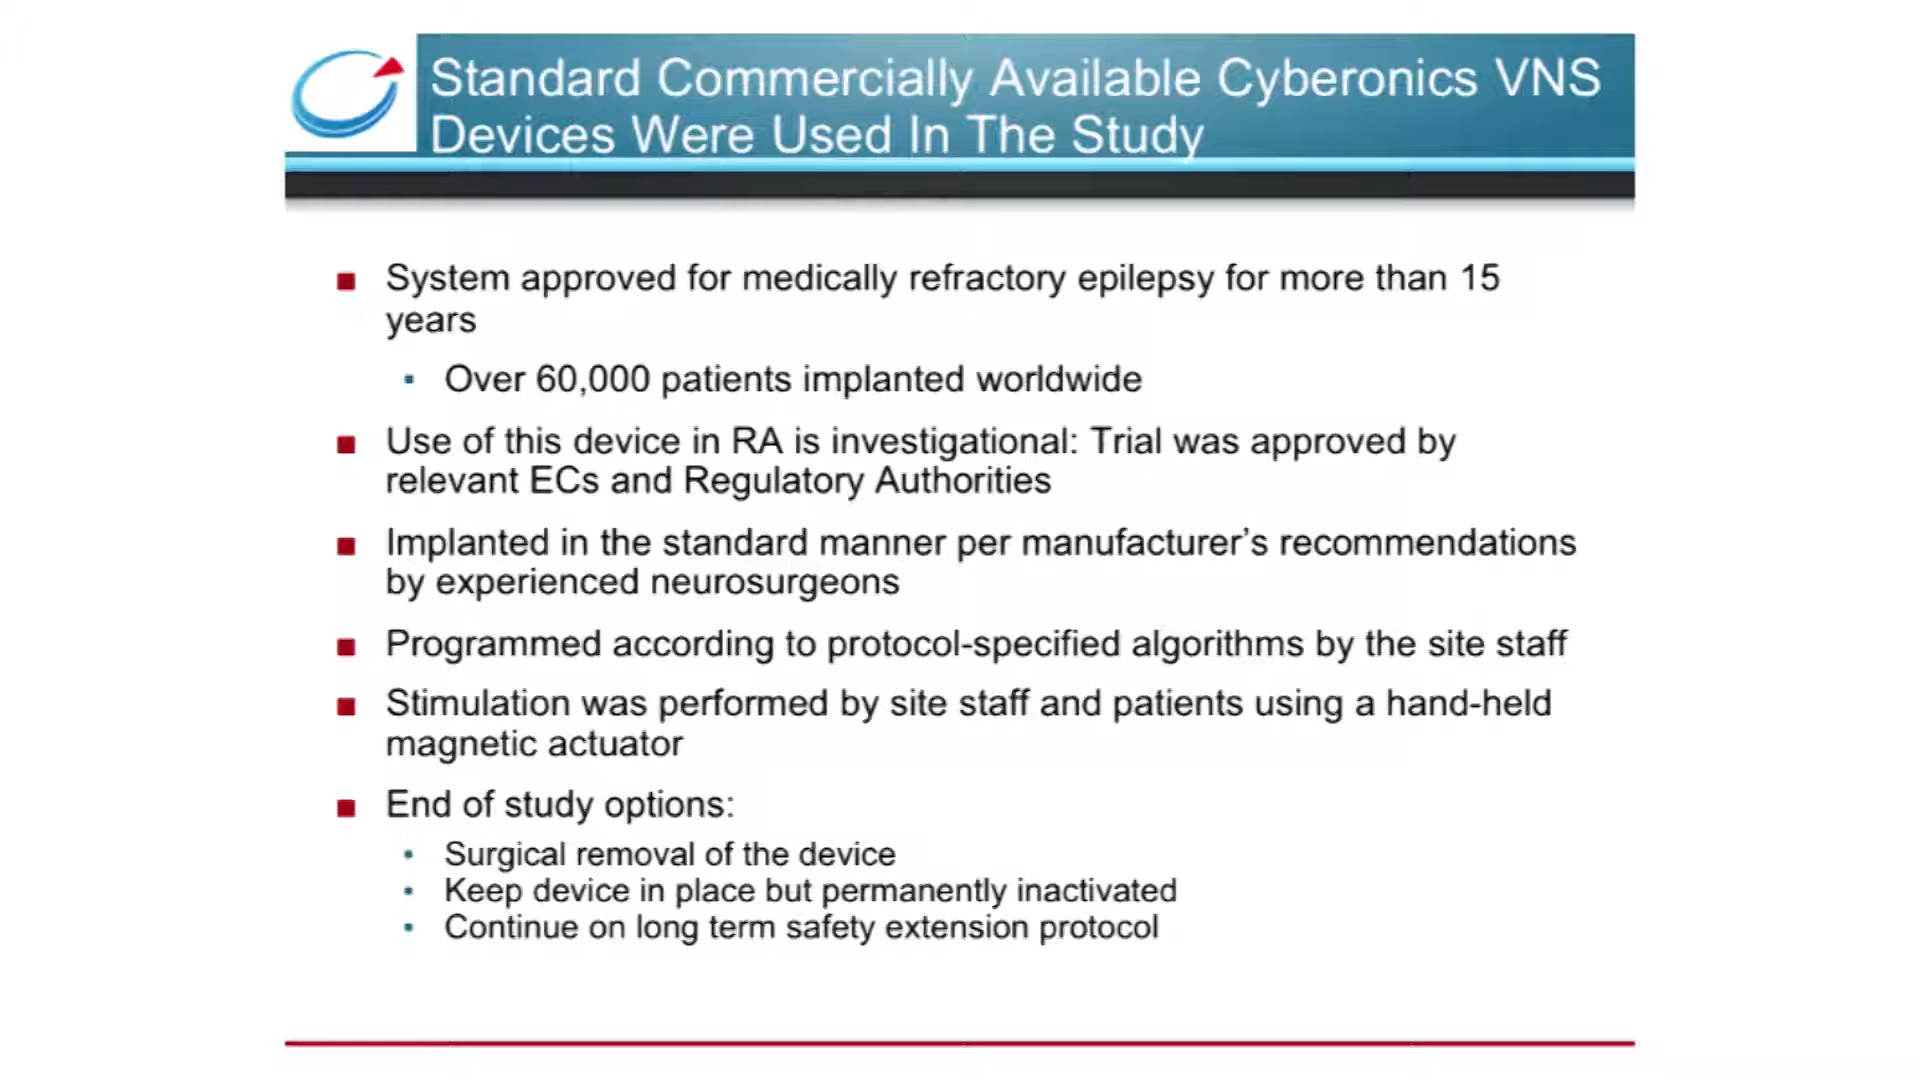 Standard Commercially Available Cyberonics VNS
Devices Were Used In The Study
System approved for medically refractory epilepsy for more than 15
years
Over 60,000 patients implanted worldwide
Use of this device in RA is investigational: Trial was approved by
relevant ECs and Regulatory Authorities
Implanted in the standard manner per manufacturer’s recommendations
by experienced neurosurgeons
Programmed according to protocol-specified algorithms by the site staff
Stimulation was performed by site staff and patients using a hand-held
magnetic actuator
End of study options:
Surgical removal of the device
Keep device in place but permanently inactivated
Continue on long term safety extension protocol